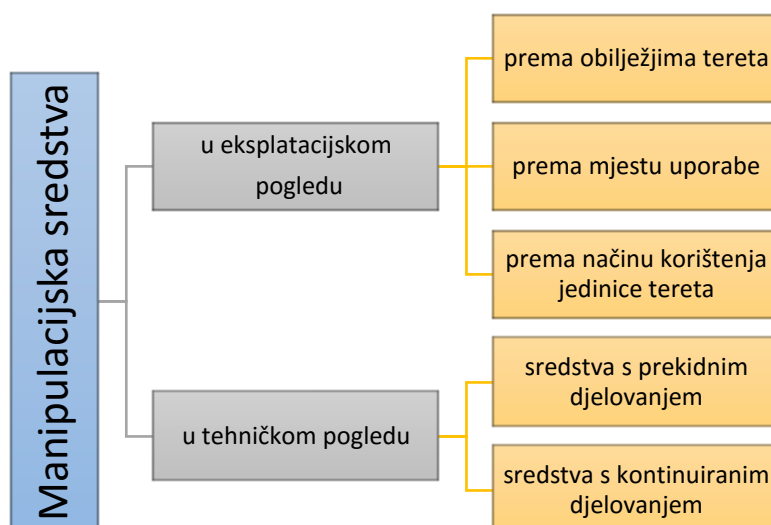 Manipulacijska sredstva
u eksplatacijskom
pogledu
prema obilježjima tereta
prema mjestu uporabe
prema načinu korištenja
jedinice tereta
u tehničkom pogledu
sredstva s prekidnim
djelovanjem
sredstva s kontinuiranim
djelovanjem